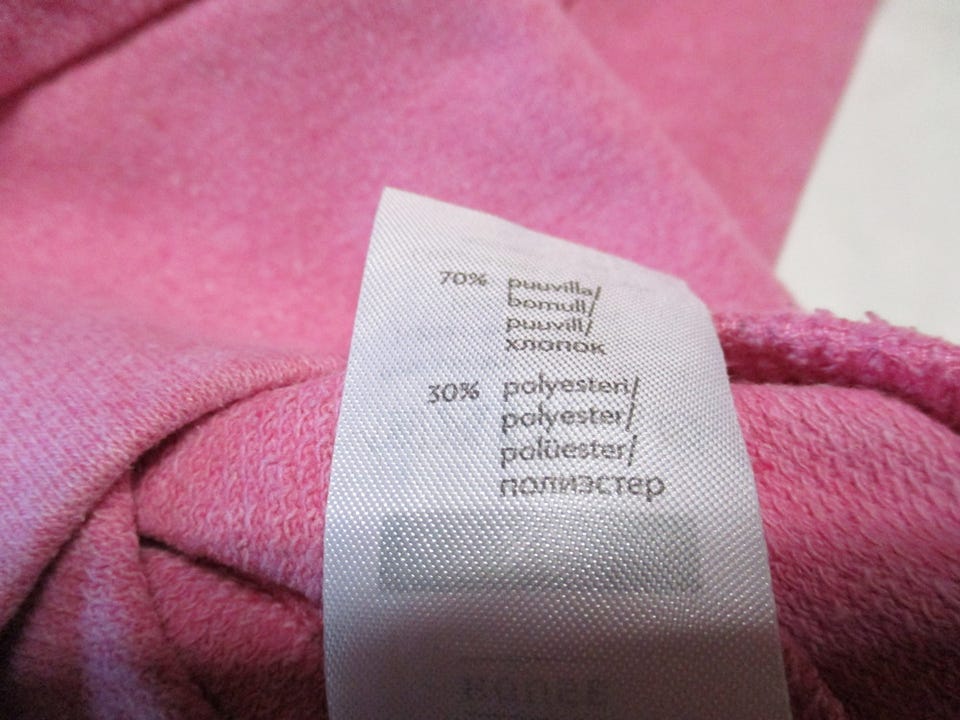 70% puuvilla/
bomull/
puuvill/
хлопок
30% polyesteri/
polyester/
polüester/
полиэстер